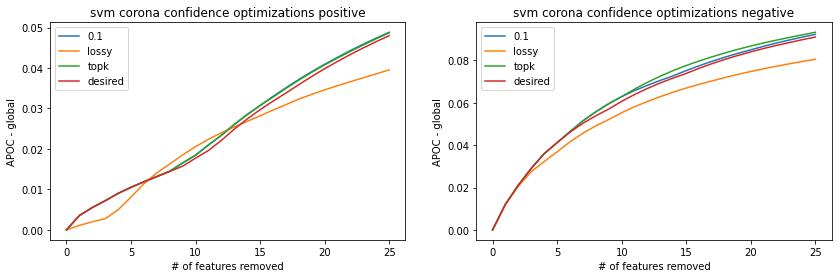 svm corona confidence optimizations positive
0.05
0.04
0.03
0.02
0.01
0.00
APOC - global
0.1
lossy
topk
desired
0
5
10
15
20
25
# of features removed
svm corona confidence optimizations negative
0.08
0.06
0.04
0.02
0.00
APOC - global
0.1
lossy
topk
desired
0
5
10
15
20
25
# of features removed